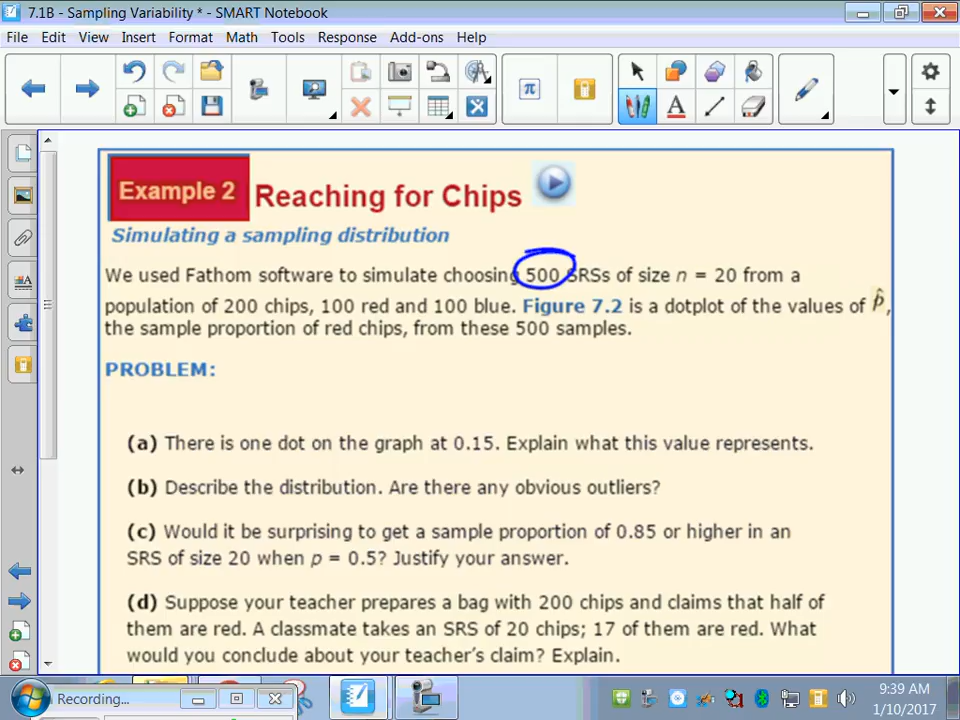 7.1B - Sampling Variability * - SMART Notebook
File Edit View Insert Format Math Tools Response Add-ons Help
π
A
Example 2 Reaching for Chips
Simulating a sampling distribution
We used Fathom software to simulate choosing 500 SRSs of size n = 20 from a
population of 200 chips, 100 red and 100 blue. Figure 7.2 is a dotplot of the values of p̂,
the sample proportion of red chips, from these 500 samples.
PROBLEM:
(a) There is one dot on the graph at 0.15. Explain what this value represents.
(b) Describe the distribution. Are there any obvious outliers?
(c) Would it be surprising to get a sample proportion of 0.85 or higher in an
SRS of size 20 when p = 0.5? Justify your answer.
(d) Suppose your teacher prepares a bag with 200 chips and claims that half of
them are red. A classmate takes an SRS of 20 chips; 17 of them are red. What
would you conclude about your teacher's claim? Explain.
Recording...
9:39 AM
1/10/2017